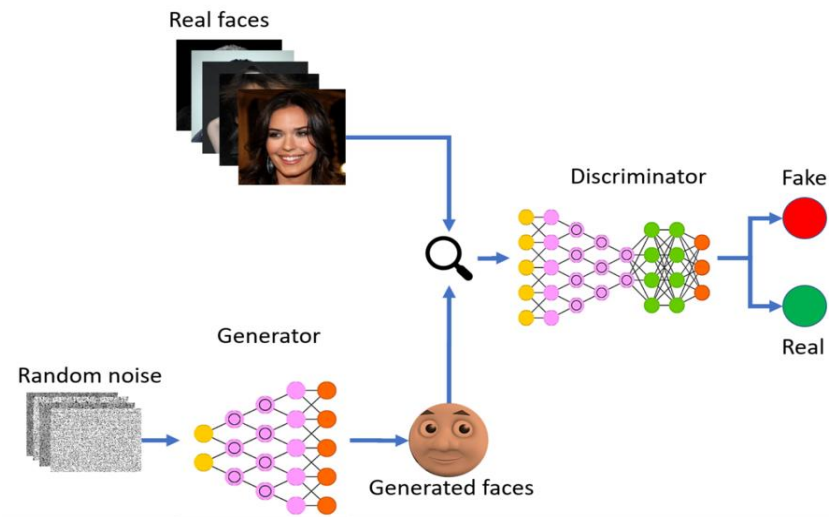 Real faces
Discriminator
Fake
Real
Generator
Random noise
Generated faces